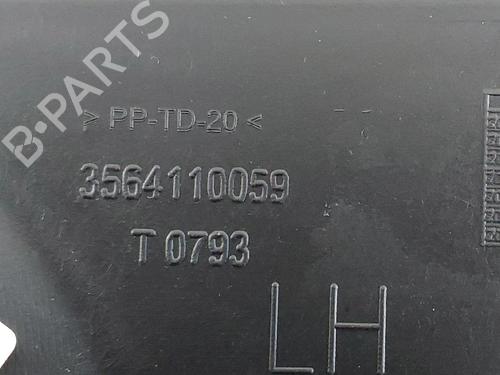 B-PARTS
> PP-TD-20 <
3564110059
T 0793
LH